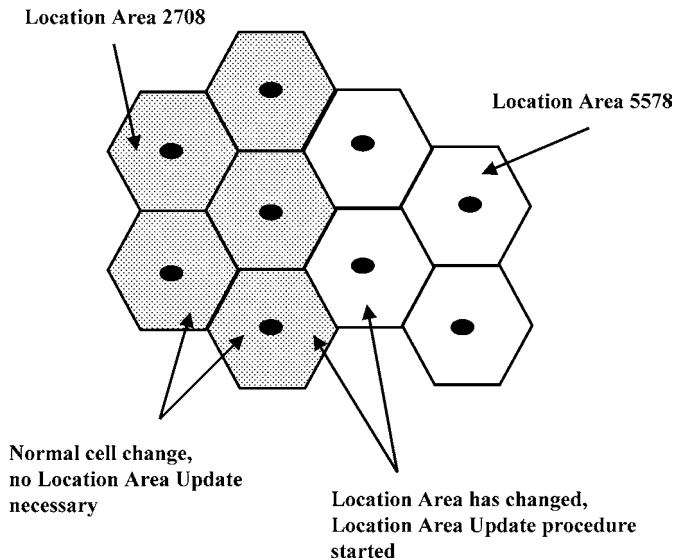 Location Area 2708
Location Area 5578
Normal cell change,
no Location Area Update
necessary
Location Area has changed,
Location Area Update procedure
started